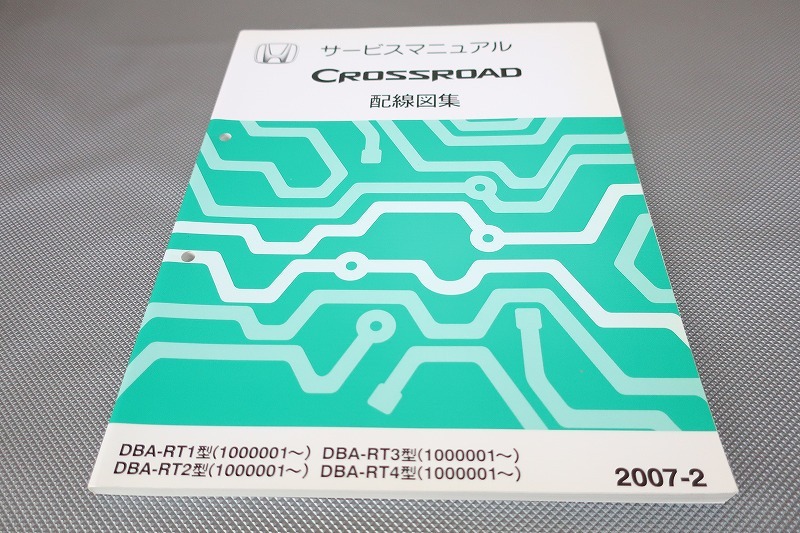 サービスマニュアル
CROSSROAD
配線図集
DBA-RT1型(1000001～) DBA-RT3型(1000001～)
DBA-RT2型(1000001～) DBA-RT4型(1000001～)
2007-2